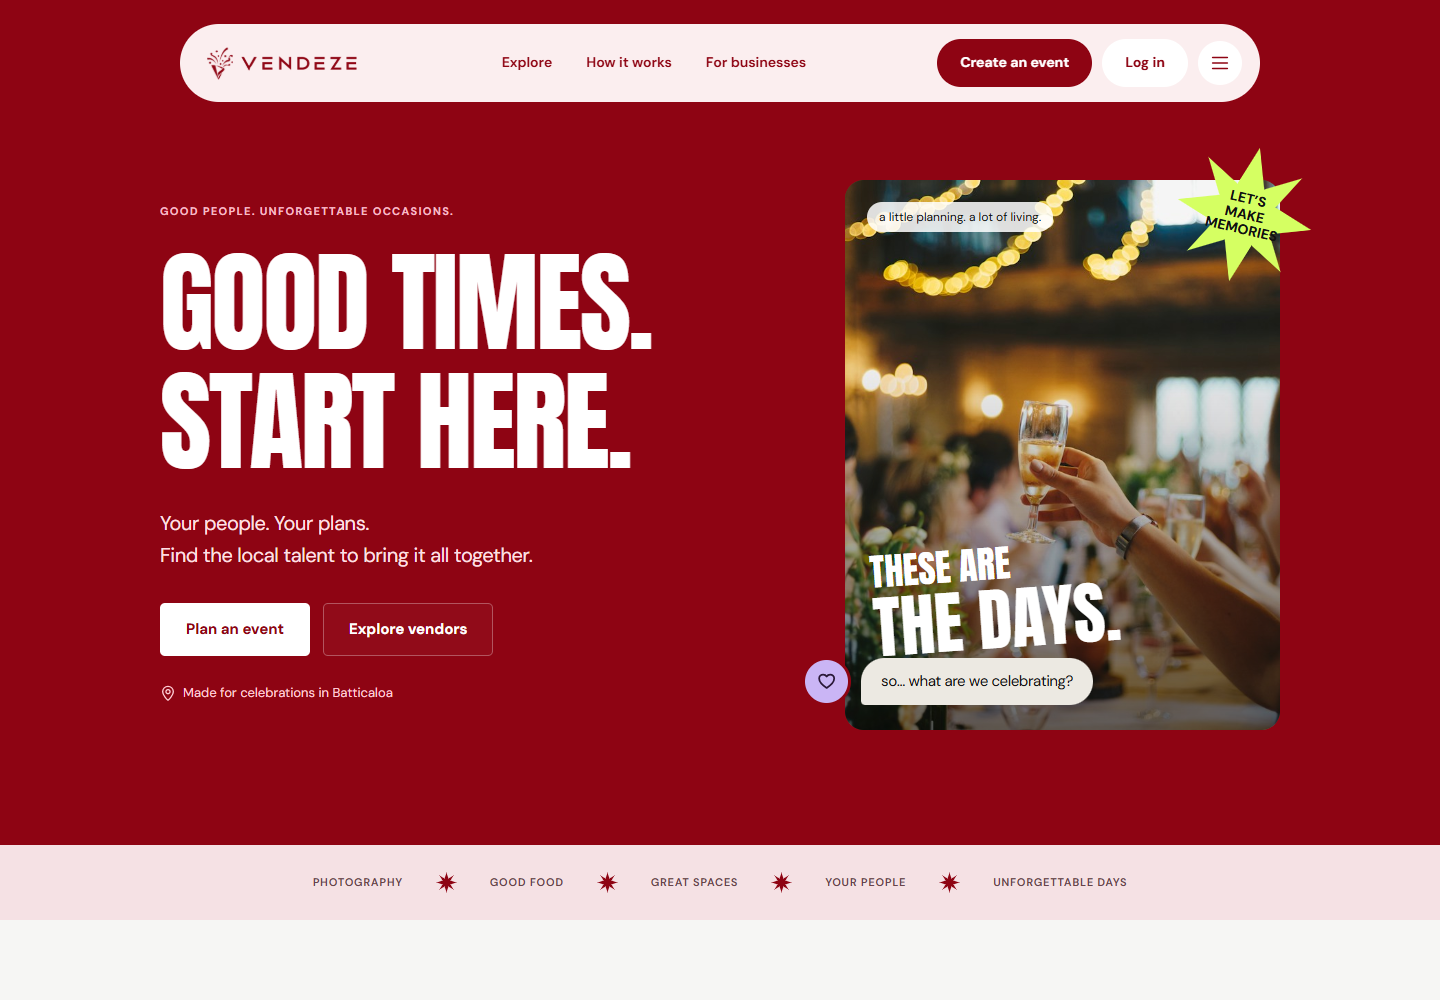 VENDEZE
Explore
How it works
For businesses
Create an event
Log in
GOOD PEOPLE. UNFORGETTABLE OCCASIONS.
GOOD TIMES.
START HERE.
Your people. Your plans.
Find the local talent to bring it all together.
Plan an event
Explore vendors
Made for celebrations in Batticaloa
a little planning. a lot of living.
LET'S
MAKE
MEMORIES
THESE ARE
THE DAYS.
so... what are we celebrating?
PHOTOGRAPHY
GOOD FOOD
GREAT SPACES
YOUR PEOPLE
UNFORGETTABLE DAYS